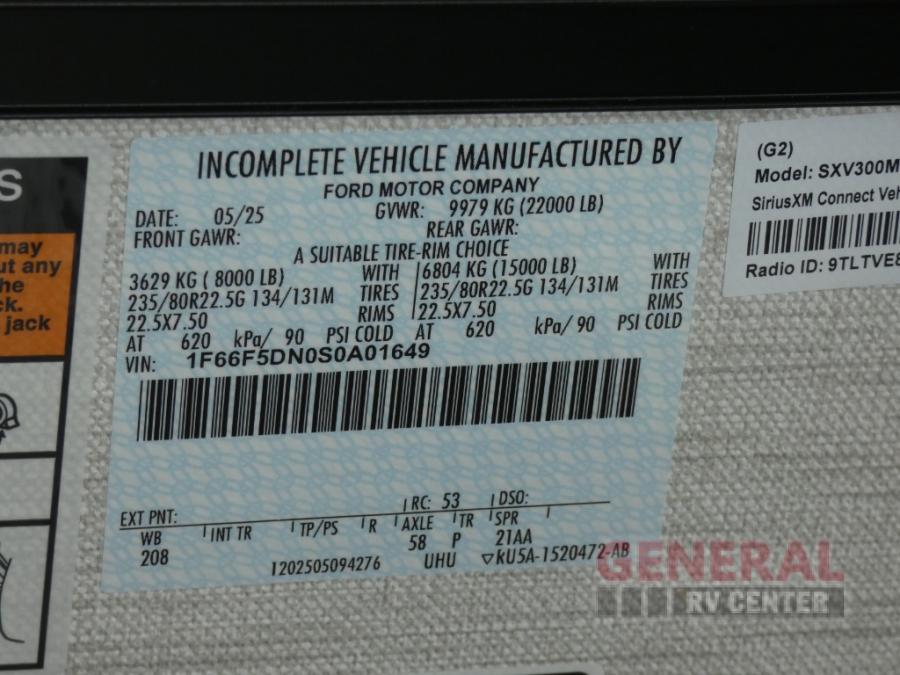 S
may
ut any
he
ck.
jack
INCOMPLETE VEHICLE MANUFACTURED BY
FORD MOTOR COMPANY
DATE: 05/25 GVWR: 9979 KG (22000 LB)
FRONT GAWR: REAR GAWR:
A SUITABLE TIRE-RIM CHOICE
3629 KG ( 8000 LB) WITH 6804 KG (15000 LB) WITH
235/80R22.5G 134/131M TIRES 235/80R22.5G 134/131M TIRES
22.5X7.50 RIMS 22.5X7.50 RIMS
AT 620 kPa/ 90 PSI COLD AT 620 kPa/ 90 PSI COLD
VIN: 1F66F5DN0S0A01649
RC: 53 DSO:
EXT PNT:
WB INT TR TP/PS R AXLE TR SPR
208 58 P 21AA
1202505094276 UHU ▽KU5A-1520472-AB
(G2)
Model: SXV300M
SiriusXM Connect Veh
Radio ID: 9TLTVE8
GENERAL
RV CENTER